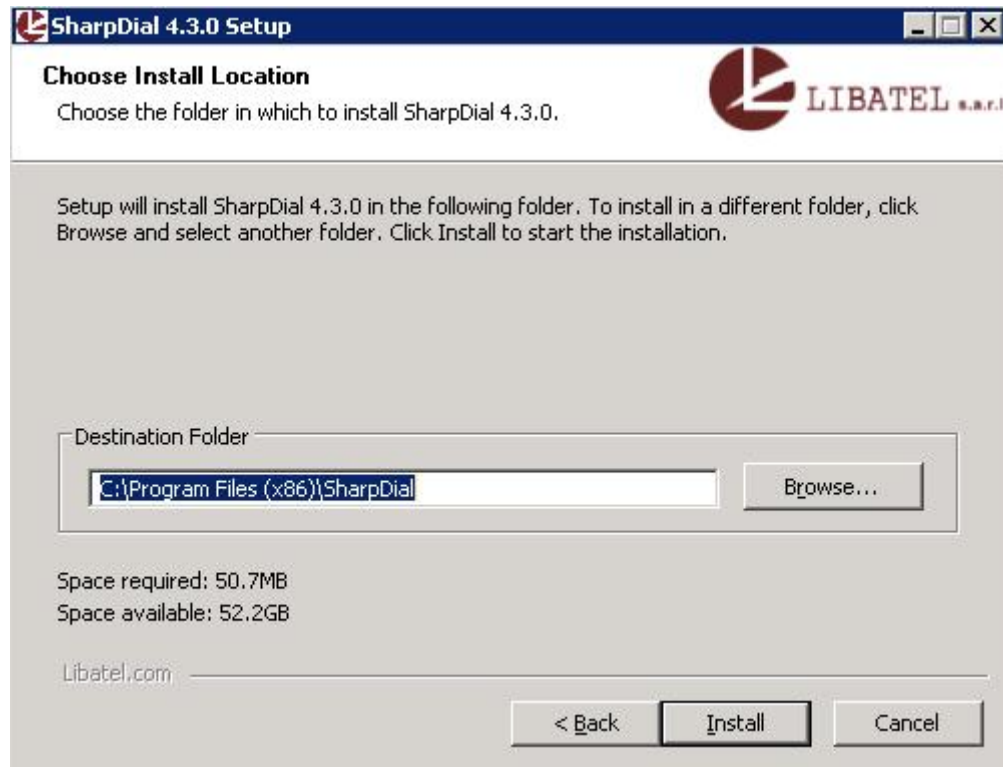 SharpDial 4.3.0 Setup
Choose Install Location
Choose the folder in which to install SharpDial 4.3.0.
LIBATEL s.a.r.l
Setup will install SharpDial 4.3.0 in the following folder. To install in a different folder, click
Browse and select another folder. Click Install to start the installation.
Destination Folder
C:\Program Files (x86)\SharpDial
Browse...
Space required: 50.7MB
Space available: 52.2GB
Libatel.com
< Back
Install
Cancel